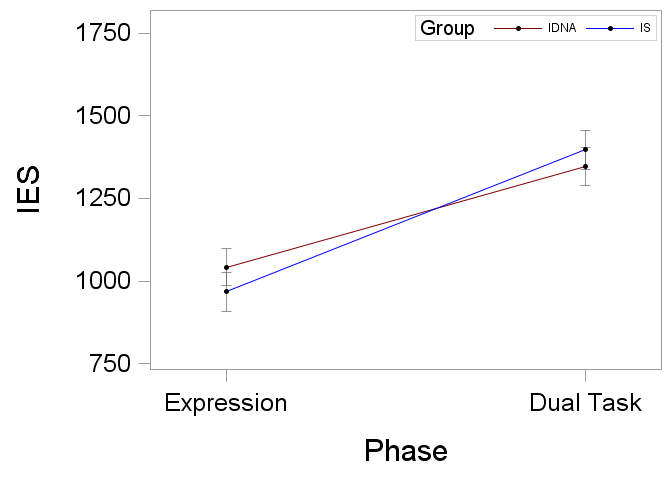 Group IDNA IS
1750
1500
1250
1000
750
IES
Expression Dual Task
Phase